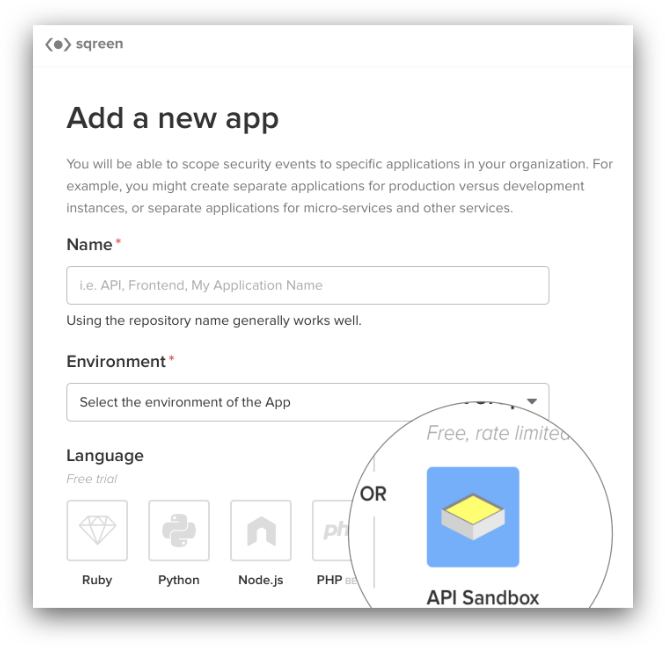 sqreen
Add a new app
You will be able to scope security events to specific applications in your organization. For
example, you might create separate applications for production versus development
instances, or separate applications for micro-services and other services.
Name*
i.e. API, Frontend, My Application Name
Using the repository name generally works well.
Environment*
Select the environment of the App
Free, rate limited
Language
Free trial
OR
php
Ruby
Python
Node.js
PHP
API Sandbox